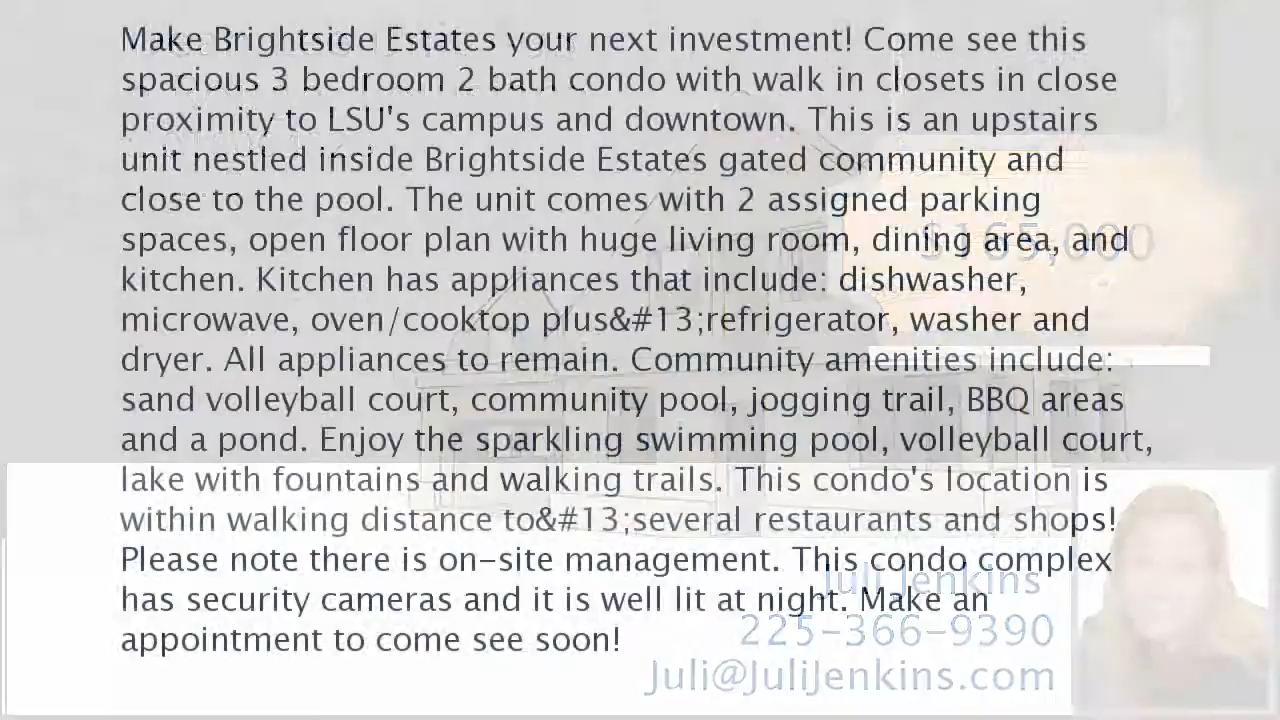 Make Brightside Estates your next investment! Come see this
spacious 3 bedroom 2 bath condo with walk in closets in close
proximity to LSU's campus and downtown. This is an upstairs
unit nestled inside Brightside Estates gated community and
close to the pool. The unit comes with 2 assigned parking
spaces, open floor plan with huge living room, dining area, and
kitchen. Kitchen has appliances that include: dishwasher,
microwave, oven/cooktop plus&#13;refrigerator, washer and
dryer. All appliances to remain. Community amenities include:
sand volleyball court, community pool, jogging trail, BBQ areas
and a pond. Enjoy the sparkling swimming pool, volleyball court,
lake with fountains and walking trails. This condo's location is
within walking distance to&#13;several restaurants and shops!
Please note there is on-site management. This condo complex
has security cameras and it is well lit at night. Make an
appointment to come see soon!
$165,000
Juli Jenkins
225-366-9390
Juli@JuliJenkins.com